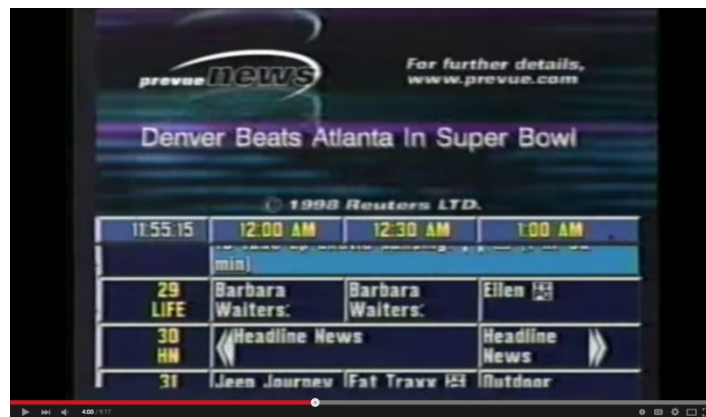 prevue news
For further details,
www.prevue.com
Denver Beats Atlanta In Super Bowl
© 1998 Reuters LTD.
11:55:15 12:00 AM 12:30 AM 1:00 AM
min)
29 Barbara Barbara Ellen
LIFE Walters: Walters:
30 Headline News Headline
HN News
31 Jeep Journey Fat Traxx Outdoor
4:00 / 9:17